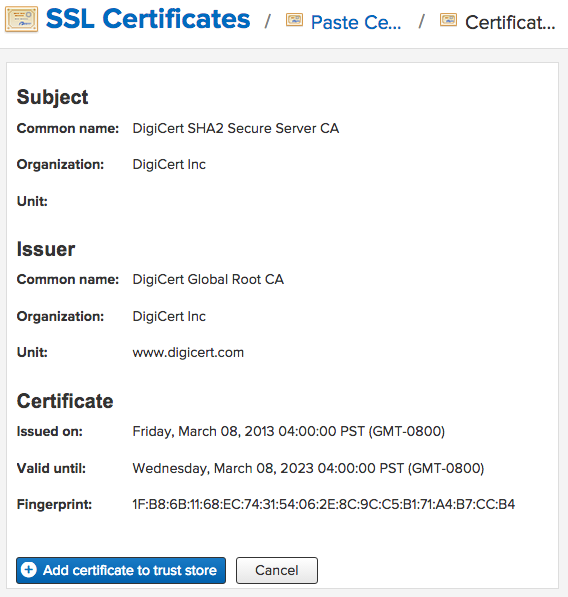 SSL Certificates / Paste Ce... / Certificat...
Subject
Common name: DigiCert SHA2 Secure Server CA
Organization: DigiCert Inc
Unit:
Issuer
Common name: DigiCert Global Root CA
Organization: DigiCert Inc
Unit: www.digicert.com
Certificate
Issued on: Friday, March 08, 2013 04:00:00 PST (GMT-0800)
Valid until: Wednesday, March 08, 2023 04:00:00 PST (GMT-0800)
Fingerprint: 1F:B8:6B:11:68:EC:74:31:54:06:2E:8C:9C:C5:B1:71:A4:B7:CC:B4
Add certificate to trust store Cancel